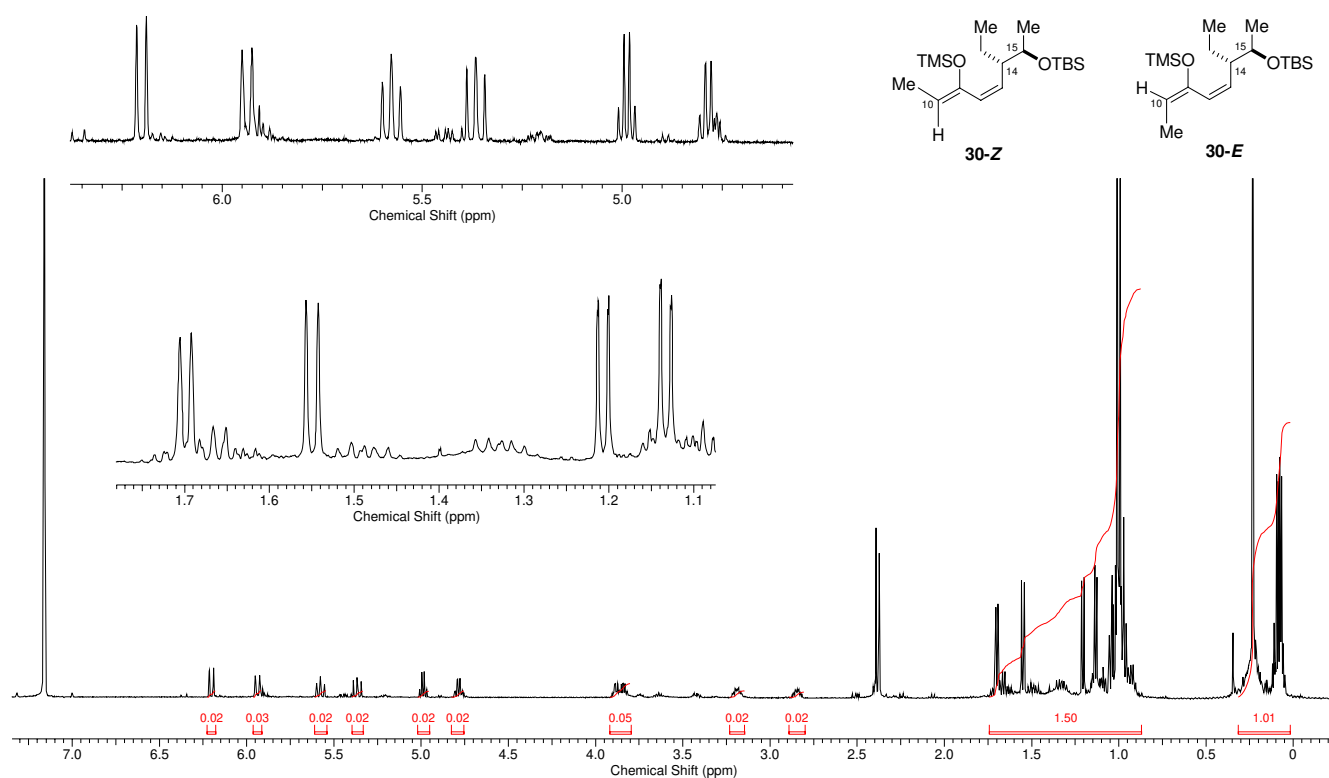 6.0 5.5 5.0
Chemical Shift (ppm)
1.7 1.6 1.5 1.4 1.3 1.2 1.1
Chemical Shift (ppm)
Me Me
TMSO 15
14 OTBS
Me 10
H
30-Z
Me Me
TMSO 15
H 14 OTBS
10
Me
30-E
0.02 0.03 0.02 0.02 0.02 0.02 0.05 0.02 0.02 1.50 1.01
7.0 6.5 6.0 5.5 5.0 4.5 4.0 3.5 3.0 2.5 2.0 1.5 1.0 0.5 0
Chemical Shift (ppm)